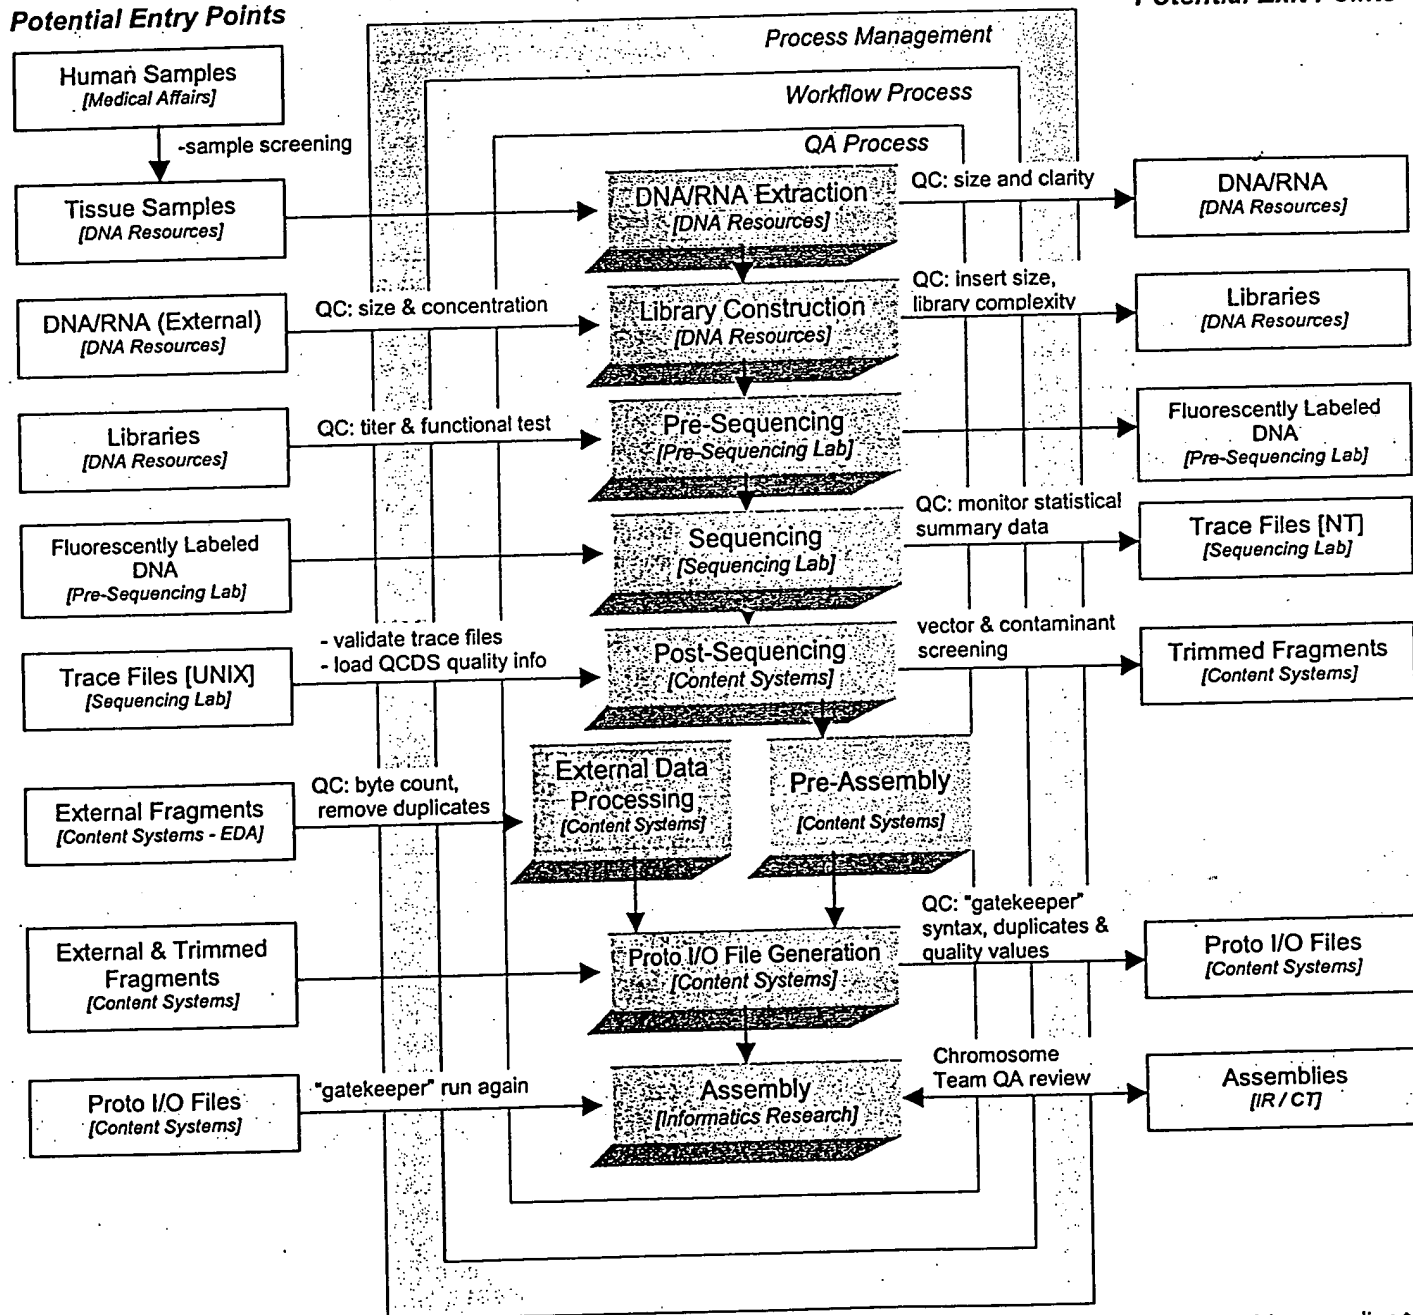 Potential Entry Points
Potential Exit Points
Process Management
Workflow Process
QA Process
Human Samples
[Medical Affairs]
-sample screening
Tissue Samples
[DNA Resources]
DNA/RNA Extraction
[DNA Resources]
QC: size and clarity
DNA/RNA
[DNA Resources]
DNA/RNA (External)
[DNA Resources]
QC: size & concentration
Library Construction
[DNA Resources]
QC: insert size,
library complexity
Libraries
[DNA Resources]
Libraries
[DNA Resources]
QC: titer & functional test
Pre-Sequencing
[Pre-Sequencing Lab]
Fluorescently Labeled
DNA
[Pre-Sequencing Lab]
Fluorescently Labeled
DNA
[Pre-Sequencing Lab]
Sequencing
[Sequencing Lab]
QC: monitor statistical
summary data
Trace Files [NT]
[Sequencing Lab]
Trace Files [UNIX]
[Sequencing Lab]
- validate trace files
- load QCDS quality info
Post-Sequencing
[Content Systems]
vector & contaminant
screening
Trimmed Fragments
[Content Systems]
External Fragments
[Content Systems - EDA]
QC: byte count,
remove duplicates
External Data
Processing
[Content Systems]
Pre-Assembly
[Content Systems]
External & Trimmed
Fragments
[Content Systems]
Proto I/O File Generation
[Content Systems]
QC: "gatekeeper"
syntax, duplicates &
quality values
Proto I/O Files
[Content Systems]
Proto I/O Files
[Content Systems]
"gatekeeper" run again
Assembly
[Informatics Research]
Chromosome
Team QA review
Assemblies
[IR / CT]